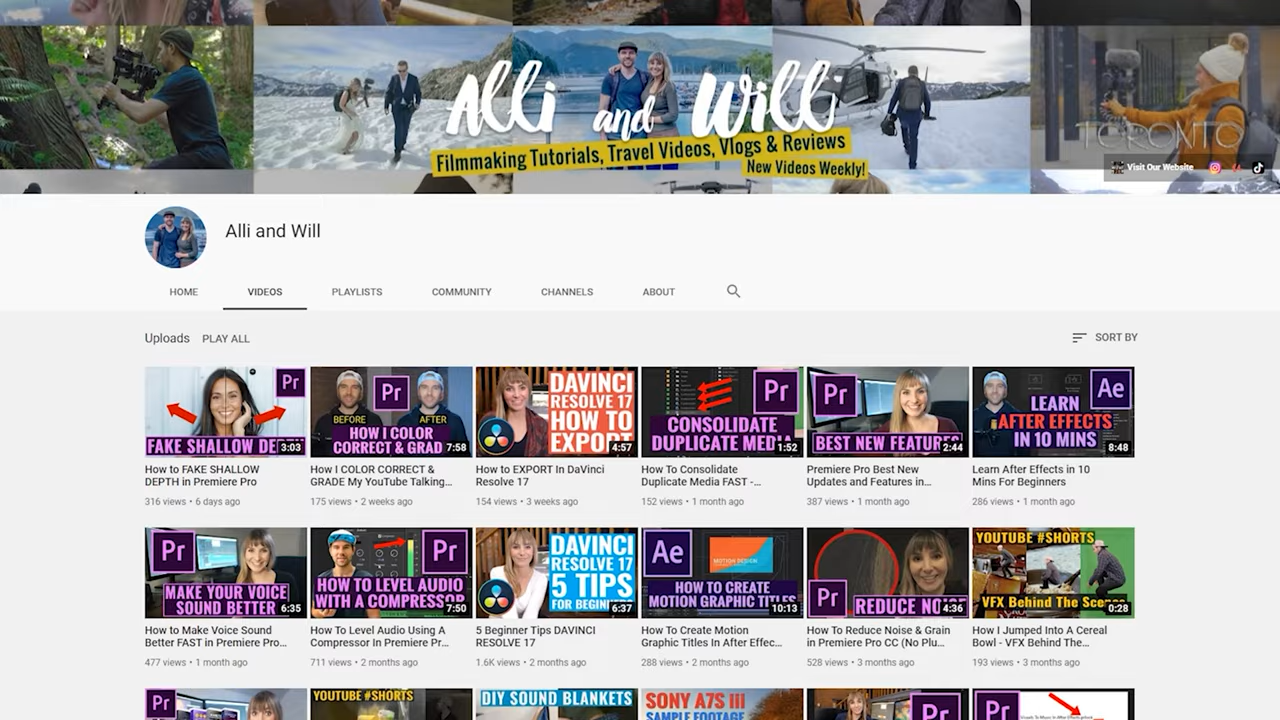 Alli and Will
Filmmaking Tutorials, Travel Videos, Vlogs & Reviews
New Videos Weekly!
TORONTO
Visit Our Website
Alli and Will
HOME VIDEOS PLAYLISTS COMMUNITY CHANNELS ABOUT
Uploads PLAY ALL SORT BY
Pr
FAKE SHALLOW DEPTH
3:03
Pr
BEFORE AFTER
HOW I COLOR
CORRECT & GRAD
7:58
DAVINCI
RESOLVE 17
HOW TO
EXPORT
4:57
Pr
CONSOLIDATE
DUPLICATE MEDIA
1:52
Pr
BEST NEW FEATURES
2:44
Ae
LEARN
AFTER EFFECTS
IN 10 MINS
8:48
How to FAKE SHALLOW
DEPTH in Premiere Pro
316 views • 6 days ago
How I COLOR CORRECT &
GRADE My YouTube Talking…
175 views • 2 weeks ago
How to EXPORT In DaVinci
Resolve 17
154 views • 3 weeks ago
How To Consolidate
Duplicate Media FAST -…
152 views • 1 month ago
Premiere Pro Best New
Updates and Features in…
387 views • 1 month ago
Learn After Effects in 10
Mins For Beginners
286 views • 1 month ago
Pr
MAKE YOUR VOICE
SOUND BETTER
6:35
Pr
HOW TO LEVEL AUDIO
WITH A COMPRESSOR
7:50
DAVINCI
RESOLVE 17
5 TIPS
FOR BEGINNERS
6:37
Ae
MOTION DESIGN
HOW TO CREATE
MOTION GRAPHIC TITLES
10:13
Pr
REDUCE NOISE
4:36
YOUTUBE #SHORTS
VFX Behind The Scenes
0:28
How to Make Voice Sound
Better FAST in Premiere Pro…
477 views • 1 month ago
How To Level Audio Using A
Compressor In Premiere Pr…
711 views • 2 months ago
5 Beginner Tips DAVINCI
RESOLVE 17
1.6K views • 2 months ago
How To Create Motion
Graphic Titles In After Effec…
288 views • 2 months ago
How To Reduce Noise & Grain
in Premiere Pro CC (No Plu…
528 views • 3 months ago
How I Jumped Into A Cereal
Bowl - VFX Behind The…
193 views • 3 months ago
Pr
YOUTUBE #SHORTS
DIY SOUND BLANKETS
SONY A7S III
SAMPLE FOOTAGE
Pr
Pr